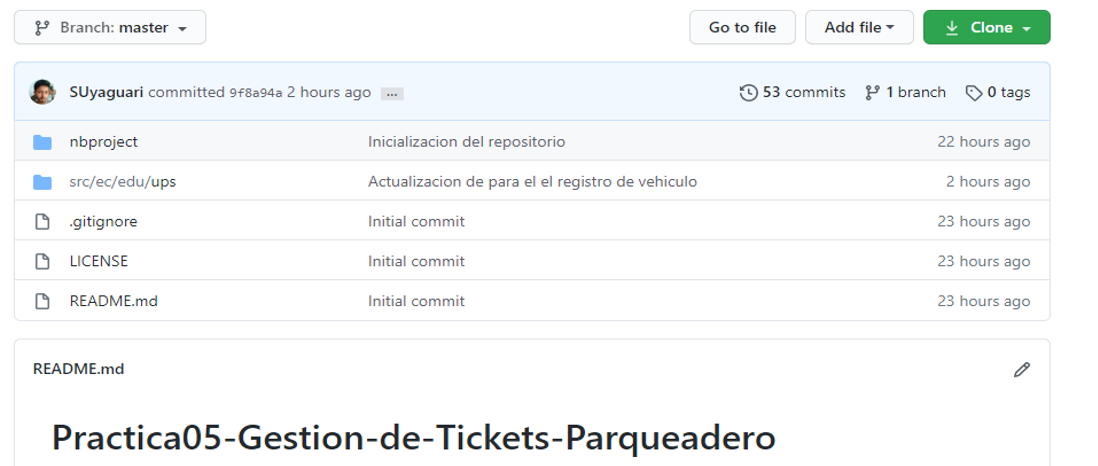 Branch: master Go to file Add file Clone
SUyaguari committed 9f8a94a 2 hours ago ... 53 commits 1 branch 0 tags
nbproject Inicializacion del repositorio 22 hours ago
src/ec/edu/ups Actualizacion de para el el registro de vehiculo 2 hours ago
.gitignore Initial commit 23 hours ago
LICENSE Initial commit 23 hours ago
README.md Initial commit 23 hours ago
README.md
Practica05-Gestion-de-Tickets-Parqueadero